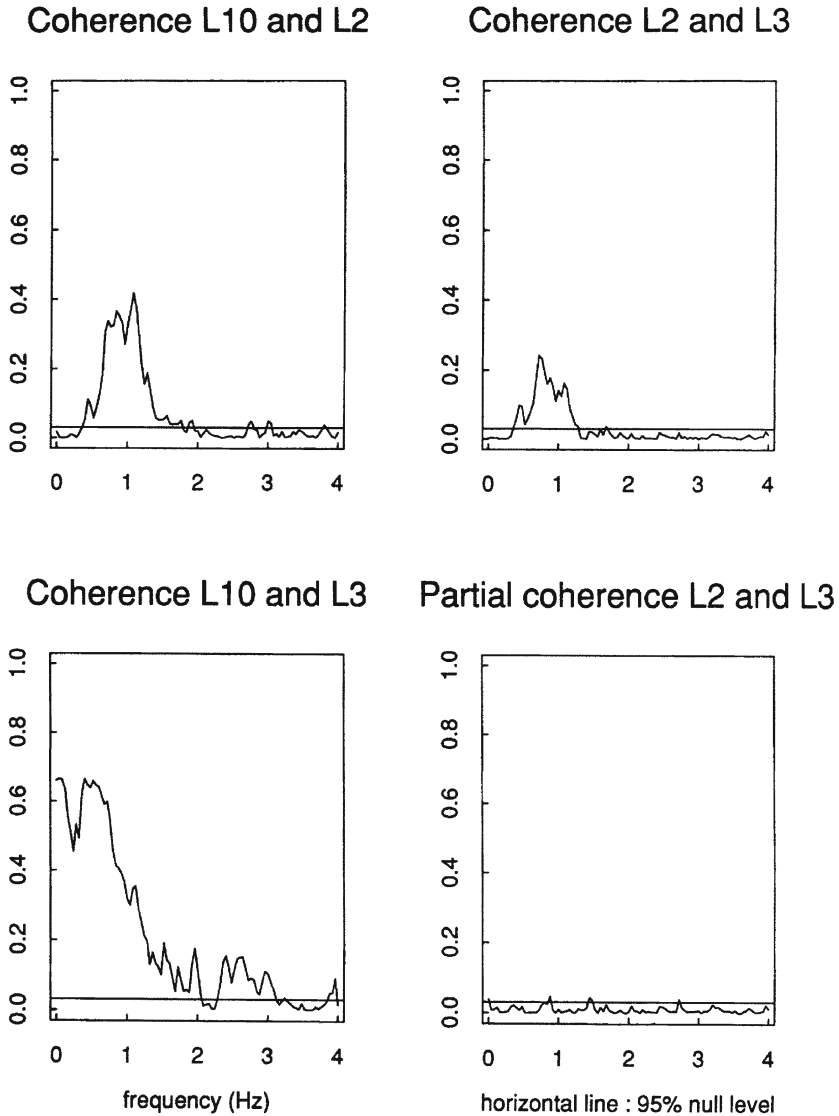 Coherence L10 and L2
Coherence L2 and L3
1.0
0.8
0.6
0.4
0.2
0.0
0 1 2 3 4
1.0
0.8
0.6
0.4
0.2
0.0
0 1 2 3 4
Coherence L10 and L3
Partial coherence L2 and L3
1.0
0.8
0.6
0.4
0.2
0.0
0 1 2 3 4
frequency (Hz)
1.0
0.8
0.6
0.4
0.2
0.0
0 1 2 3 4
horizontal line : 95% null level